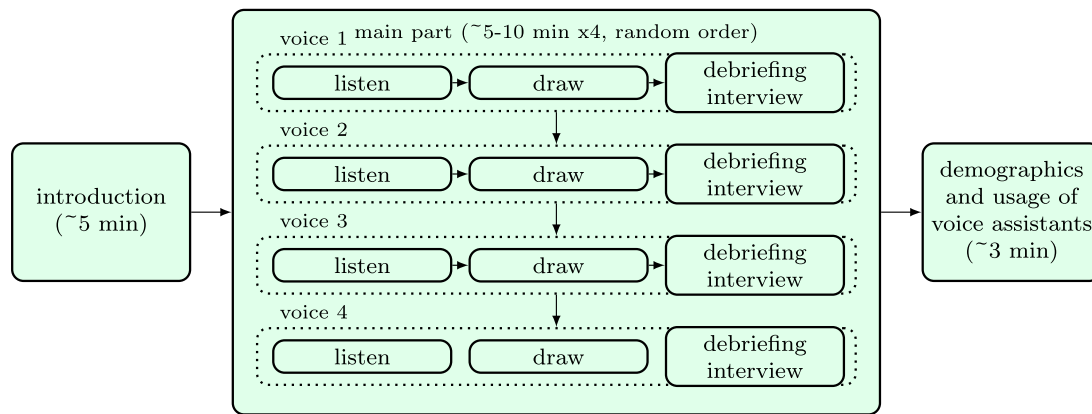 introduction
(~5 min)
main part (~5-10 min x4, random order)
voice 1
listen
draw
debriefing
interview
voice 2
listen
draw
debriefing
interview
voice 3
listen
draw
debriefing
interview
voice 4
listen
draw
debriefing
interview
demographics
and usage of
voice assistants
(~3 min)